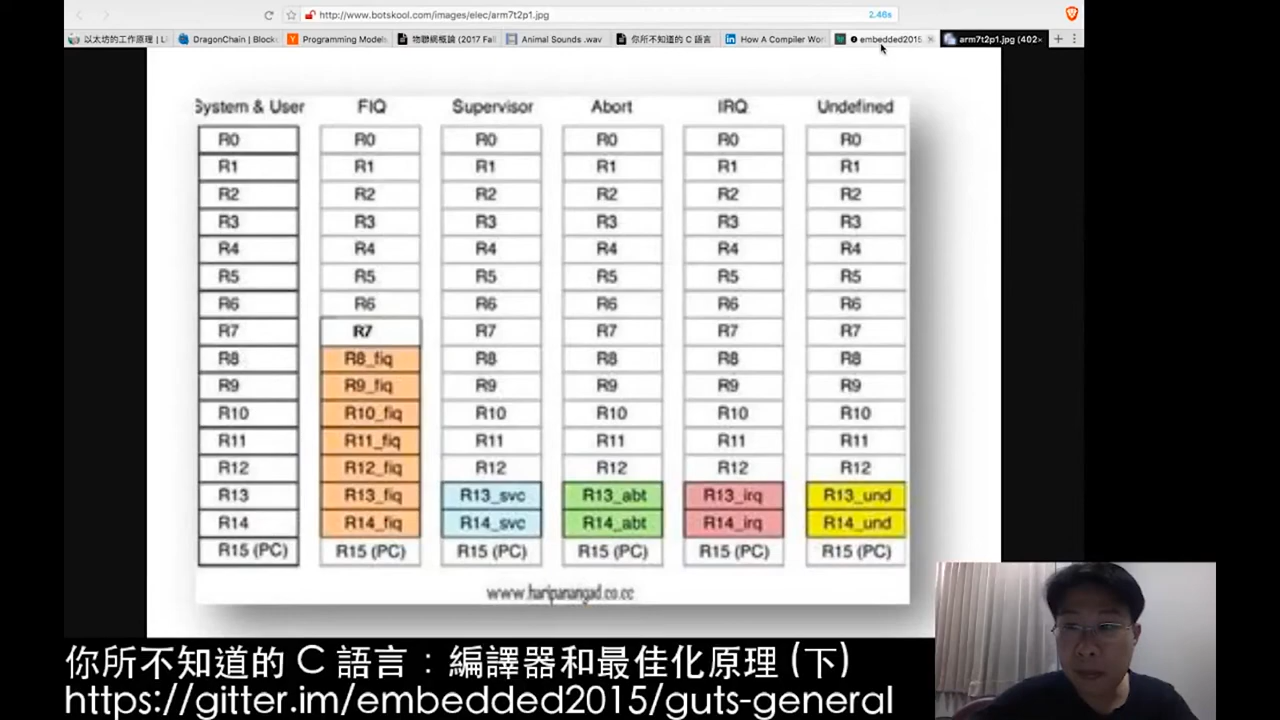 http://www.botskool.com/images/elec/arm7t2p1.jpg 2.46s
以太坊的工作原理 | Block DragonChain | Blockc Programming Models 物聯網概論 (2017 Fall Animal Sounds .wav 你所不知道的 C 語言 How A Compiler Wor embedded2015 arm7t2p1.jpg (402×
System & User FIQ Supervisor Abort IRQ Undefined
R0 R0 R0 R0 R0 R0
R1 R1 R1 R1 R1 R1
R2 R2 R2 R2 R2 R2
R3 R3 R3 R3 R3 R3
R4 R4 R4 R4 R4 R4
R5 R5 R5 R5 R5 R5
R6 R6 R6 R6 R6 R6
R7 R7 R7 R7 R7 R7
R8 R8_fiq R8 R8 R8 R8
R9 R9_fiq R9 R9 R9 R9
R10 R10_fiq R10 R10 R10 R10
R11 R11_fiq R11 R11 R11 R11
R12 R12_fiq R12 R12 R12 R12
R13 R13_fiq R13_svc R13_abt R13_irq R13_und
R14 R14_fiq R14_svc R14_abt R14_irq R14_und
R15 (PC) R15 (PC) R15 (PC) R15 (PC) R15 (PC) R15 (PC)
www.haripanangad.co.cc
你所不知道的 C 語言：編譯器和最佳化原理 (下)
https://gitter.im/embedded2015/guts-general